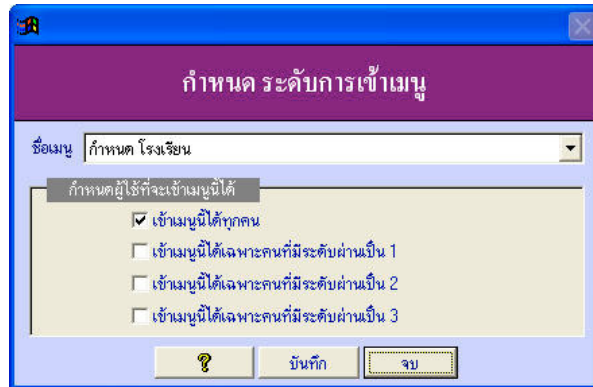 กำหนด ระดับการเข้าเมนู
ชื่อเมนู กำหนด โรงเรียน
กำหนดผู้ใช้ที่จะเข้าเมนูนี้ได้
เข้าเมนูนี้ได้ทุกคน
เข้าเมนูนี้ได้เฉพาะคนที่มีระดับผ่านเป็น 1
เข้าเมนูนี้ได้เฉพาะคนที่มีระดับผ่านเป็น 2
เข้าเมนูนี้ได้เฉพาะคนที่มีระดับผ่านเป็น 3
? บันทึก จบ